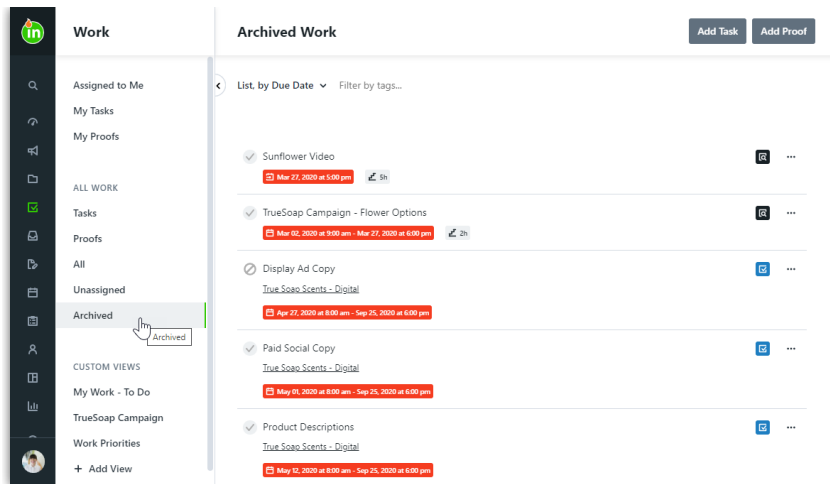 in
Work
Archived Work
Add Task
Add Proof
Assigned to Me
My Tasks
My Proofs
ALL WORK
Tasks
Proofs
All
Unassigned
Archived
Archived
CUSTOM VIEWS
My Work - To Do
TrueSoap Campaign
Work Priorities
+ Add View
List, by Due Date
Filter by tags...
Sunflower Video
Mar 27, 2020 at 5:00 pm
5h
TrueSoap Campaign - Flower Options
Mar 02, 2020 at 9:00 am - Mar 27, 2020 at 6:00 pm
2h
Display Ad Copy
True Soap Scents - Digital
Apr 27, 2020 at 8:00 am - Sep 25, 2020 at 6:00 pm
Paid Social Copy
True Soap Scents - Digital
May 01, 2020 at 8:00 am - Sep 25, 2020 at 6:00 pm
Product Descriptions
True Soap Scents - Digital
May 12, 2020 at 8:00 am - Sep 25, 2020 at 6:00 pm